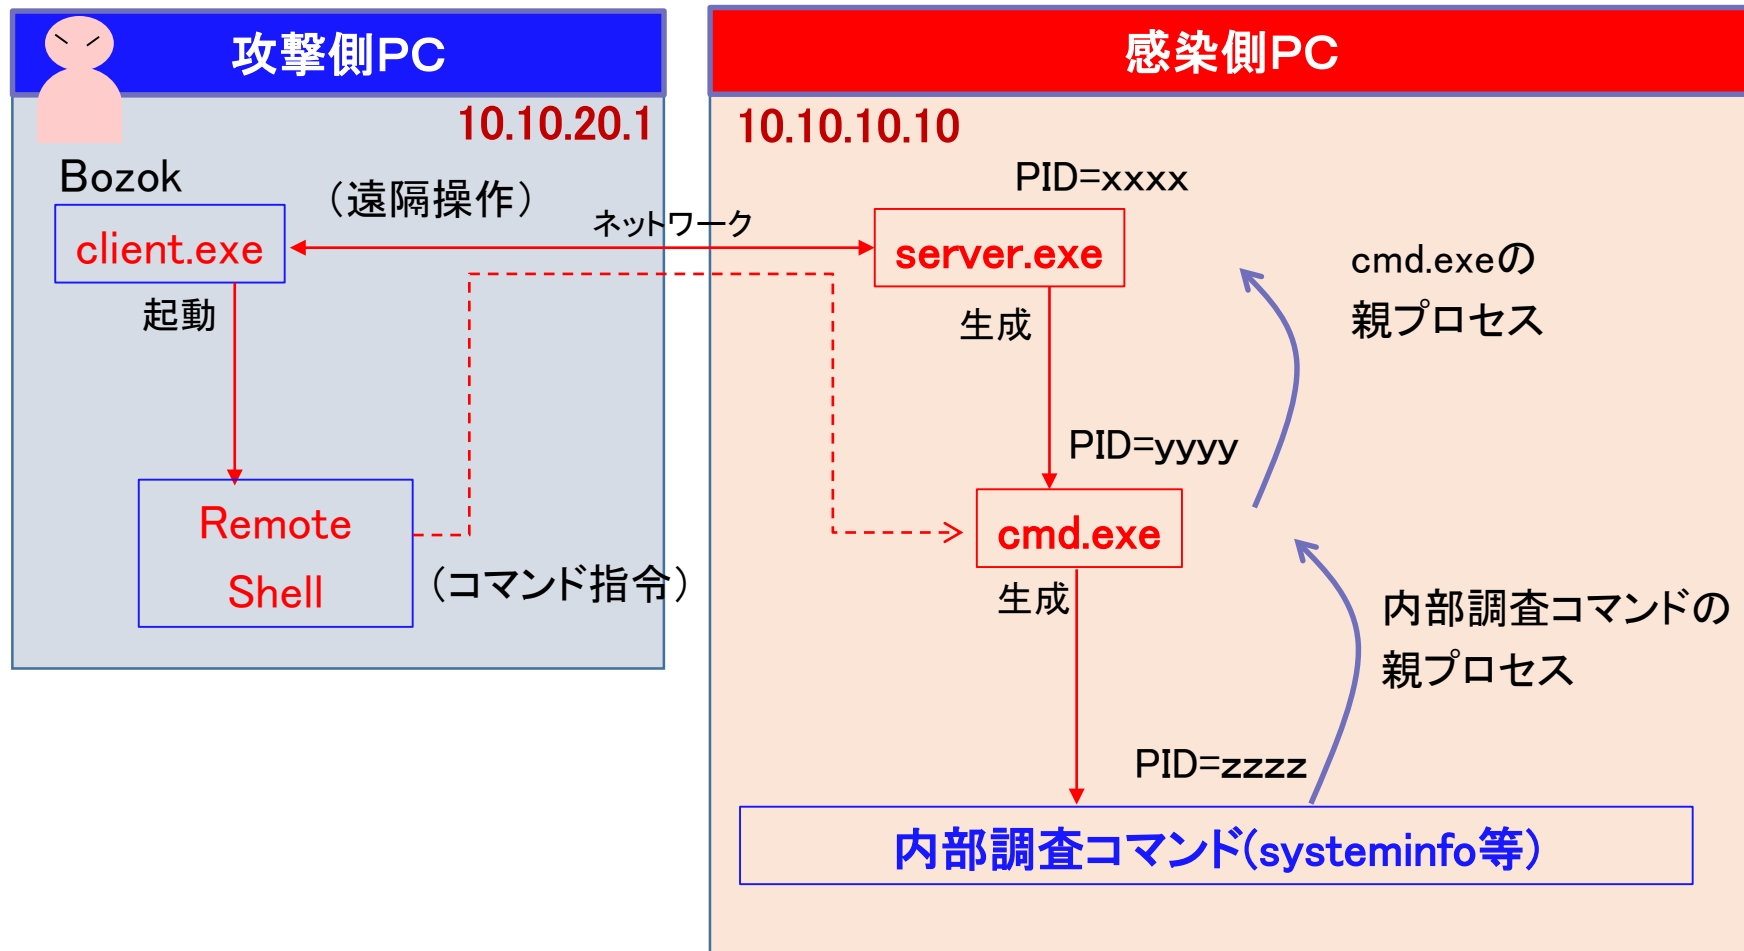 攻撃側PC
10.10.20.1
Bozok
（遠隔操作）
client.exe
起動
Remote
Shell
（コマンド指令）
ネットワーク
感染側PC
10.10.10.10
PID=xxxx
server.exe
生成
cmd.exeの
親プロセス
PID=yyyy
cmd.exe
生成
内部調査コマンドの
親プロセス
PID=zzzz
内部調査コマンド(systeminfo等)